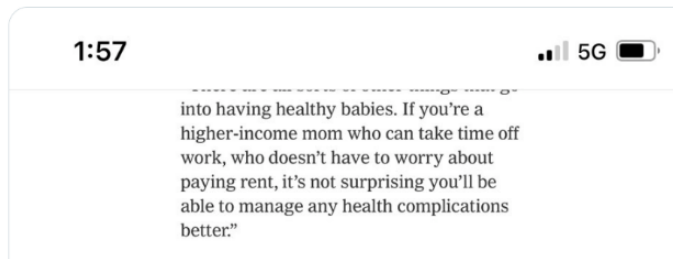 1:57 5G
into having healthy babies. If you’re a
higher-income mom who can take time off
work, who doesn’t have to worry about
paying rent, it’s not surprising you’ll be
able to manage any health complications
better.”